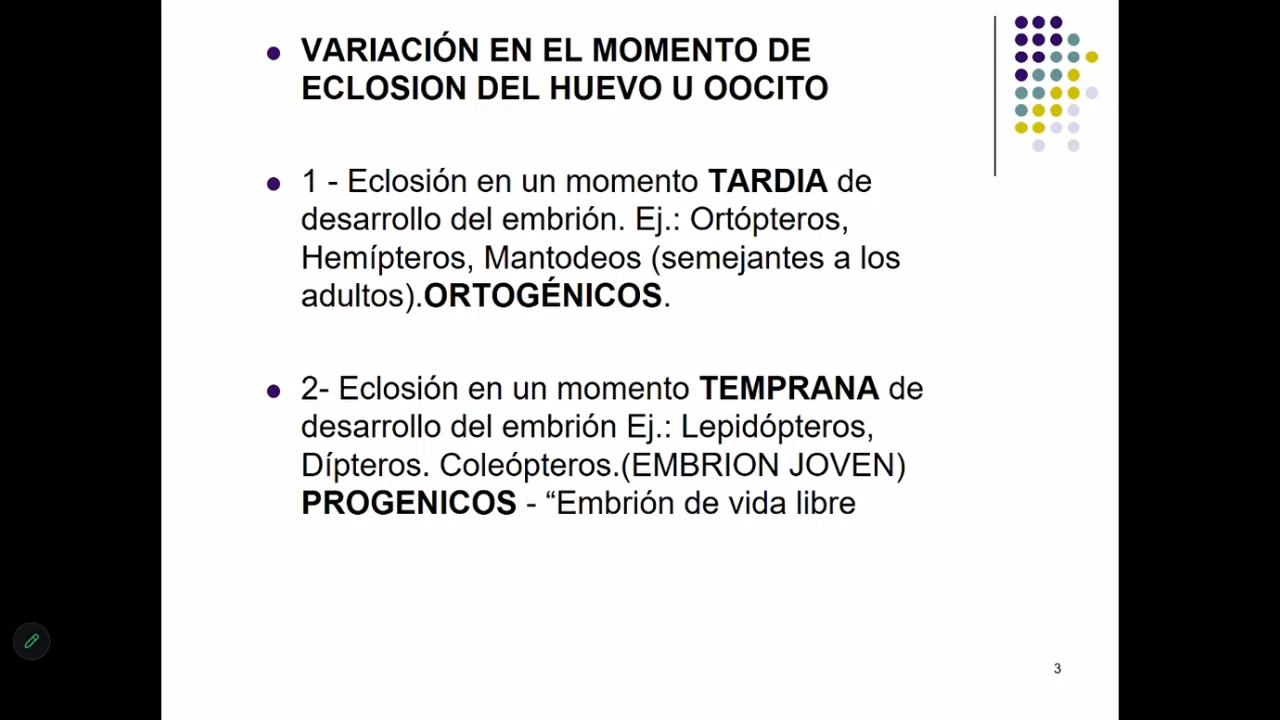 VARIACIÓN EN EL MOMENTO DE
ECLOSION DEL HUEVO U OOCITO
1 - Eclosión en un momento TARDIA de
desarrollo del embrión. Ej.: Ortópteros,
Hemípteros, Mantodeos (semejantes a los
adultos).ORTOGÉNICOS.
2- Eclosión en un momento TEMPRANA de
desarrollo del embrión Ej.: Lepidópteros,
Dípteros. Coleópteros.(EMBRION JOVEN)
PROGENICOS - “Embrión de vida libre
3